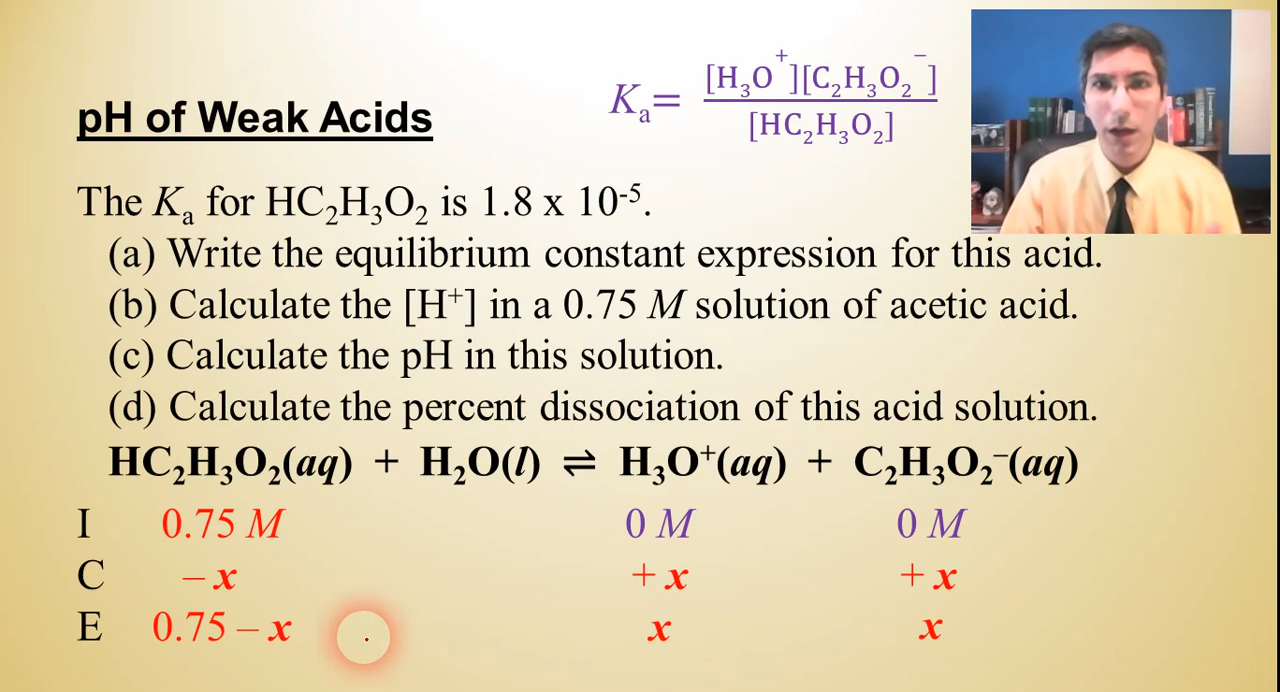 pH of Weak Acids
Kₐ= [H₃O⁺][C₂H₃O₂⁻]
[HC₂H₃O₂]
The Kₐ for HC₂H₃O₂ is 1.8 x 10⁻⁵.
(a) Write the equilibrium constant expression for this acid.
(b) Calculate the [H⁺] in a 0.75 M solution of acetic acid.
(c) Calculate the pH in this solution.
(d) Calculate the percent dissociation of this acid solution.
HC₂H₃O₂(aq) + H₂O(l) ⇌ H₃O⁺(aq) + C₂H₃O₂⁻(aq)
I 0.75 M 0 M 0 M
C – x + x + x
E 0.75 – x x x